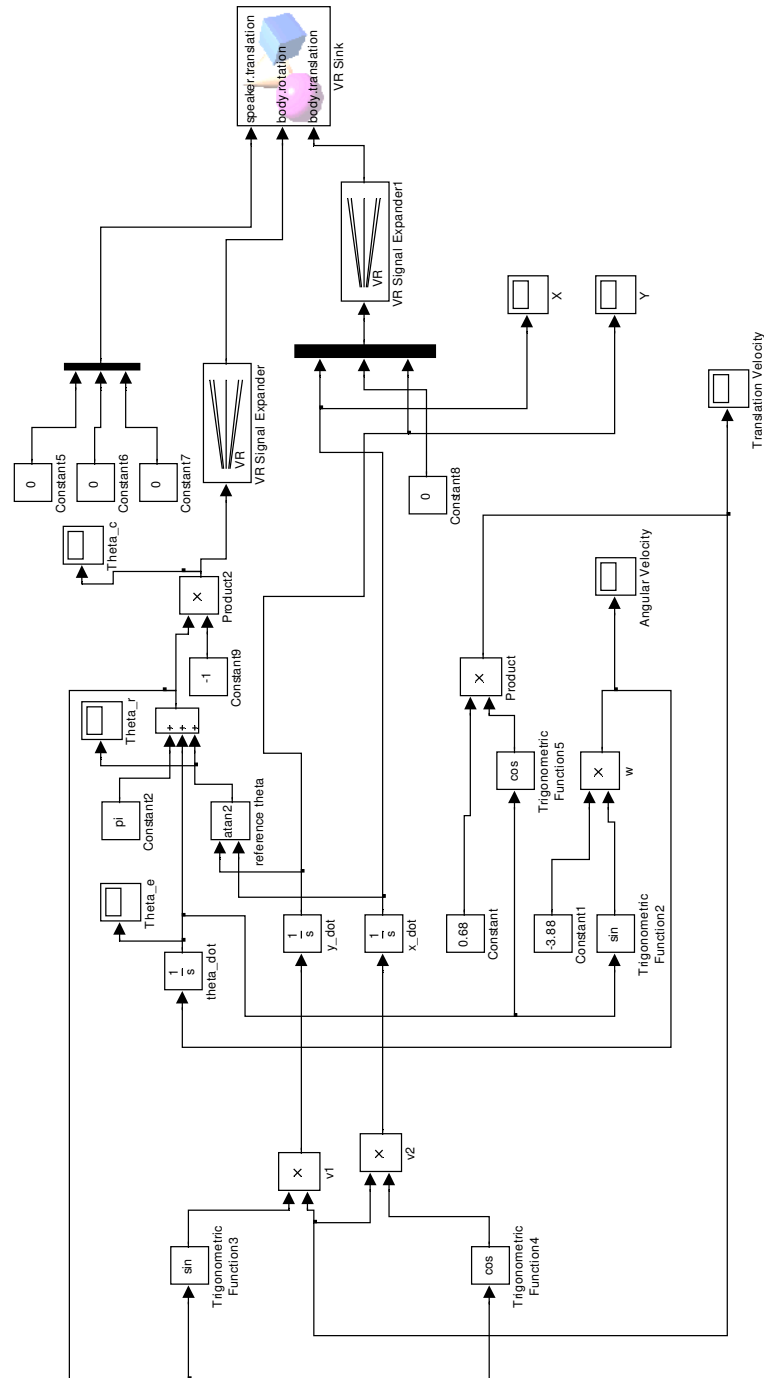 speaker.translation
body.rotation
body.translation
VR Sink
VR
VR Signal Expander1
VR
VR Signal Expander
0
Constant5
0
Constant6
0
Constant7
0
Constant8
X
Y
Translation Velocity
Theta_c
×
Product2
-1
Constant9
Theta_r
+
+
+
pi
Constant2
atan2
reference theta
Theta_e
1
s
theta_dot
1
s
y_dot
1
s
x_dot
×
Product
cos
Trigonometric
Function5
0.68
Constant
Angular Velocity
×
w
-3.88
Constant1
sin
Trigonometric
Function2
×
v1
×
v2
sin
Trigonometric
Function3
cos
Trigonometric
Function4